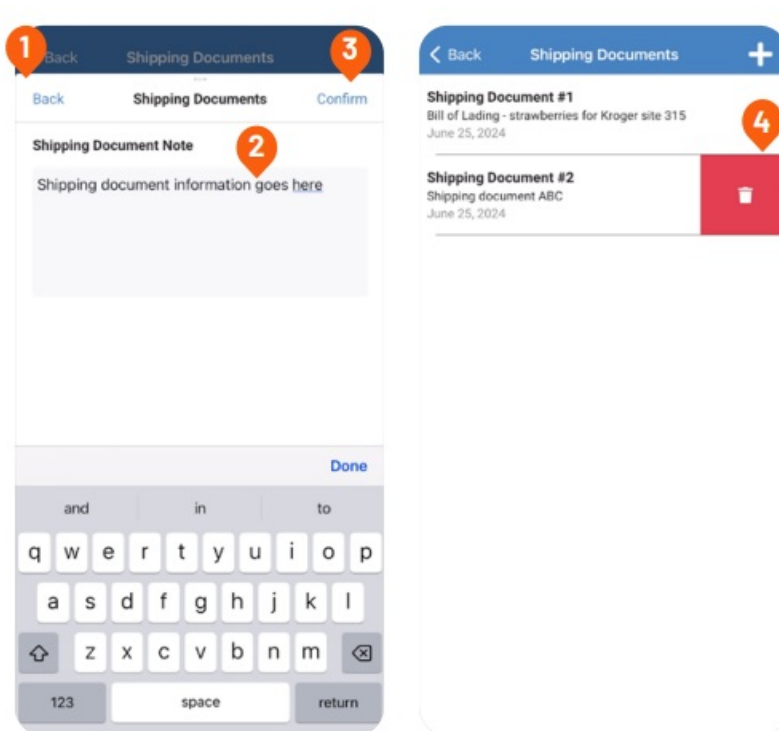 1
Back Shipping Documents
3
Back Shipping Documents Confirm
Shipping Document Note
2
Shipping document information goes here
Done
and in to
q w e r t y u i o p
a s d f g h j k l
z x c v b n m
123 space return
Back Shipping Documents +
Shipping Document #1
Bill of Lading - strawberries for Kroger site 315
June 25, 2024
4
Shipping Document #2
Shipping document ABC
June 25, 2024